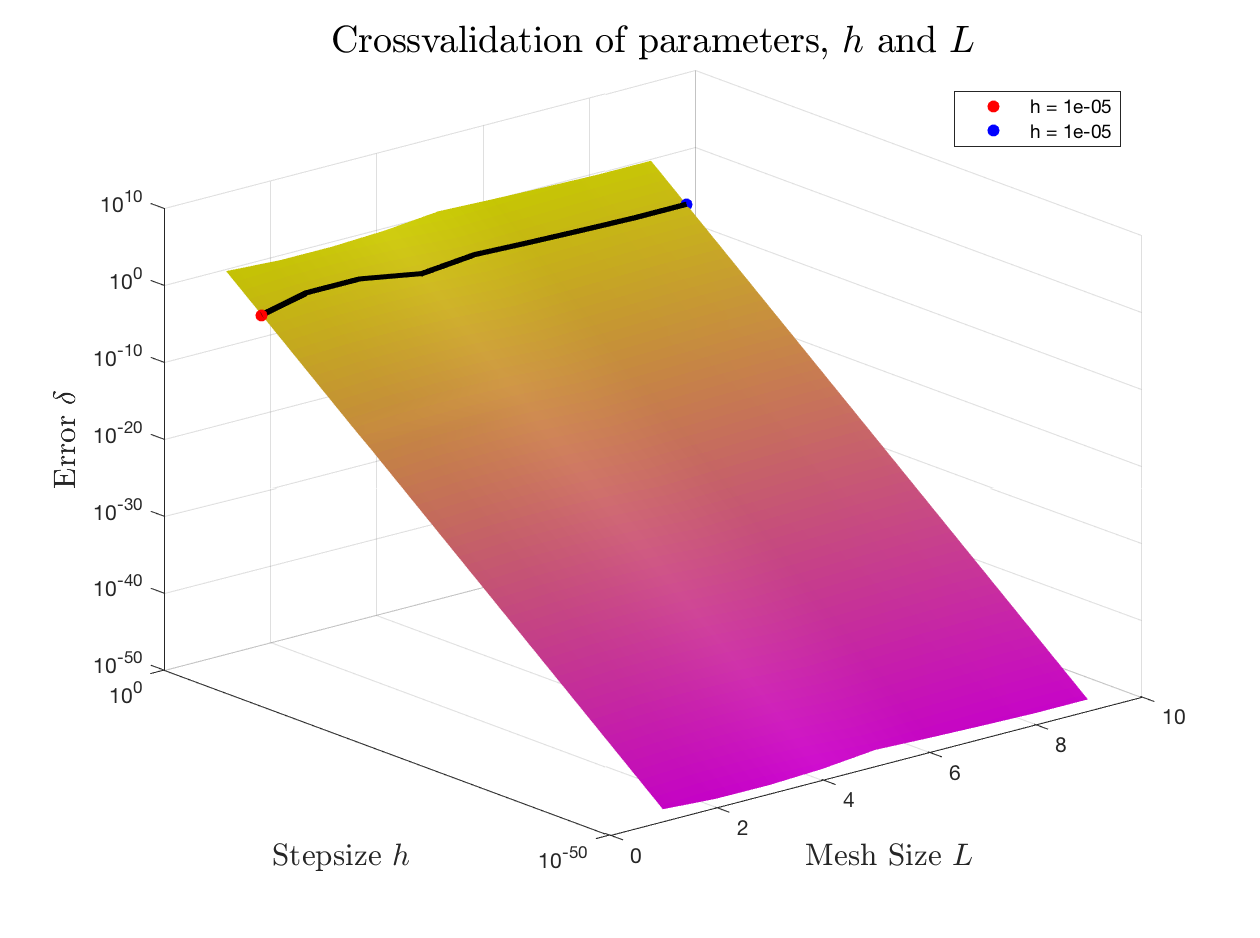 Crossvalidation of parameters, h and L
h = 1e-05
h = 1e-05
10^10
10^0
10^-10
10^-20
10^-30
10^-40
10^-50
Error δ
10^0
10^-50
Stepsize h
0
2
4
6
8
10
Mesh Size L